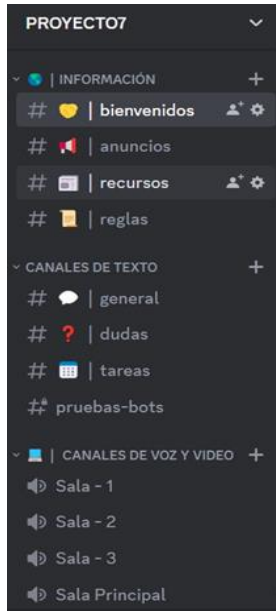 PROYECTO7
| INFORMACIÓN
# | bienvenidos
# | anuncios
# | recursos
# | reglas
CANALES DE TEXTO
# | general
# ❓ | dudas
# | tareas
# pruebas-bots
| CANALES DE VOZ Y VIDEO
Sala - 1
Sala - 2
Sala - 3
Sala Principal